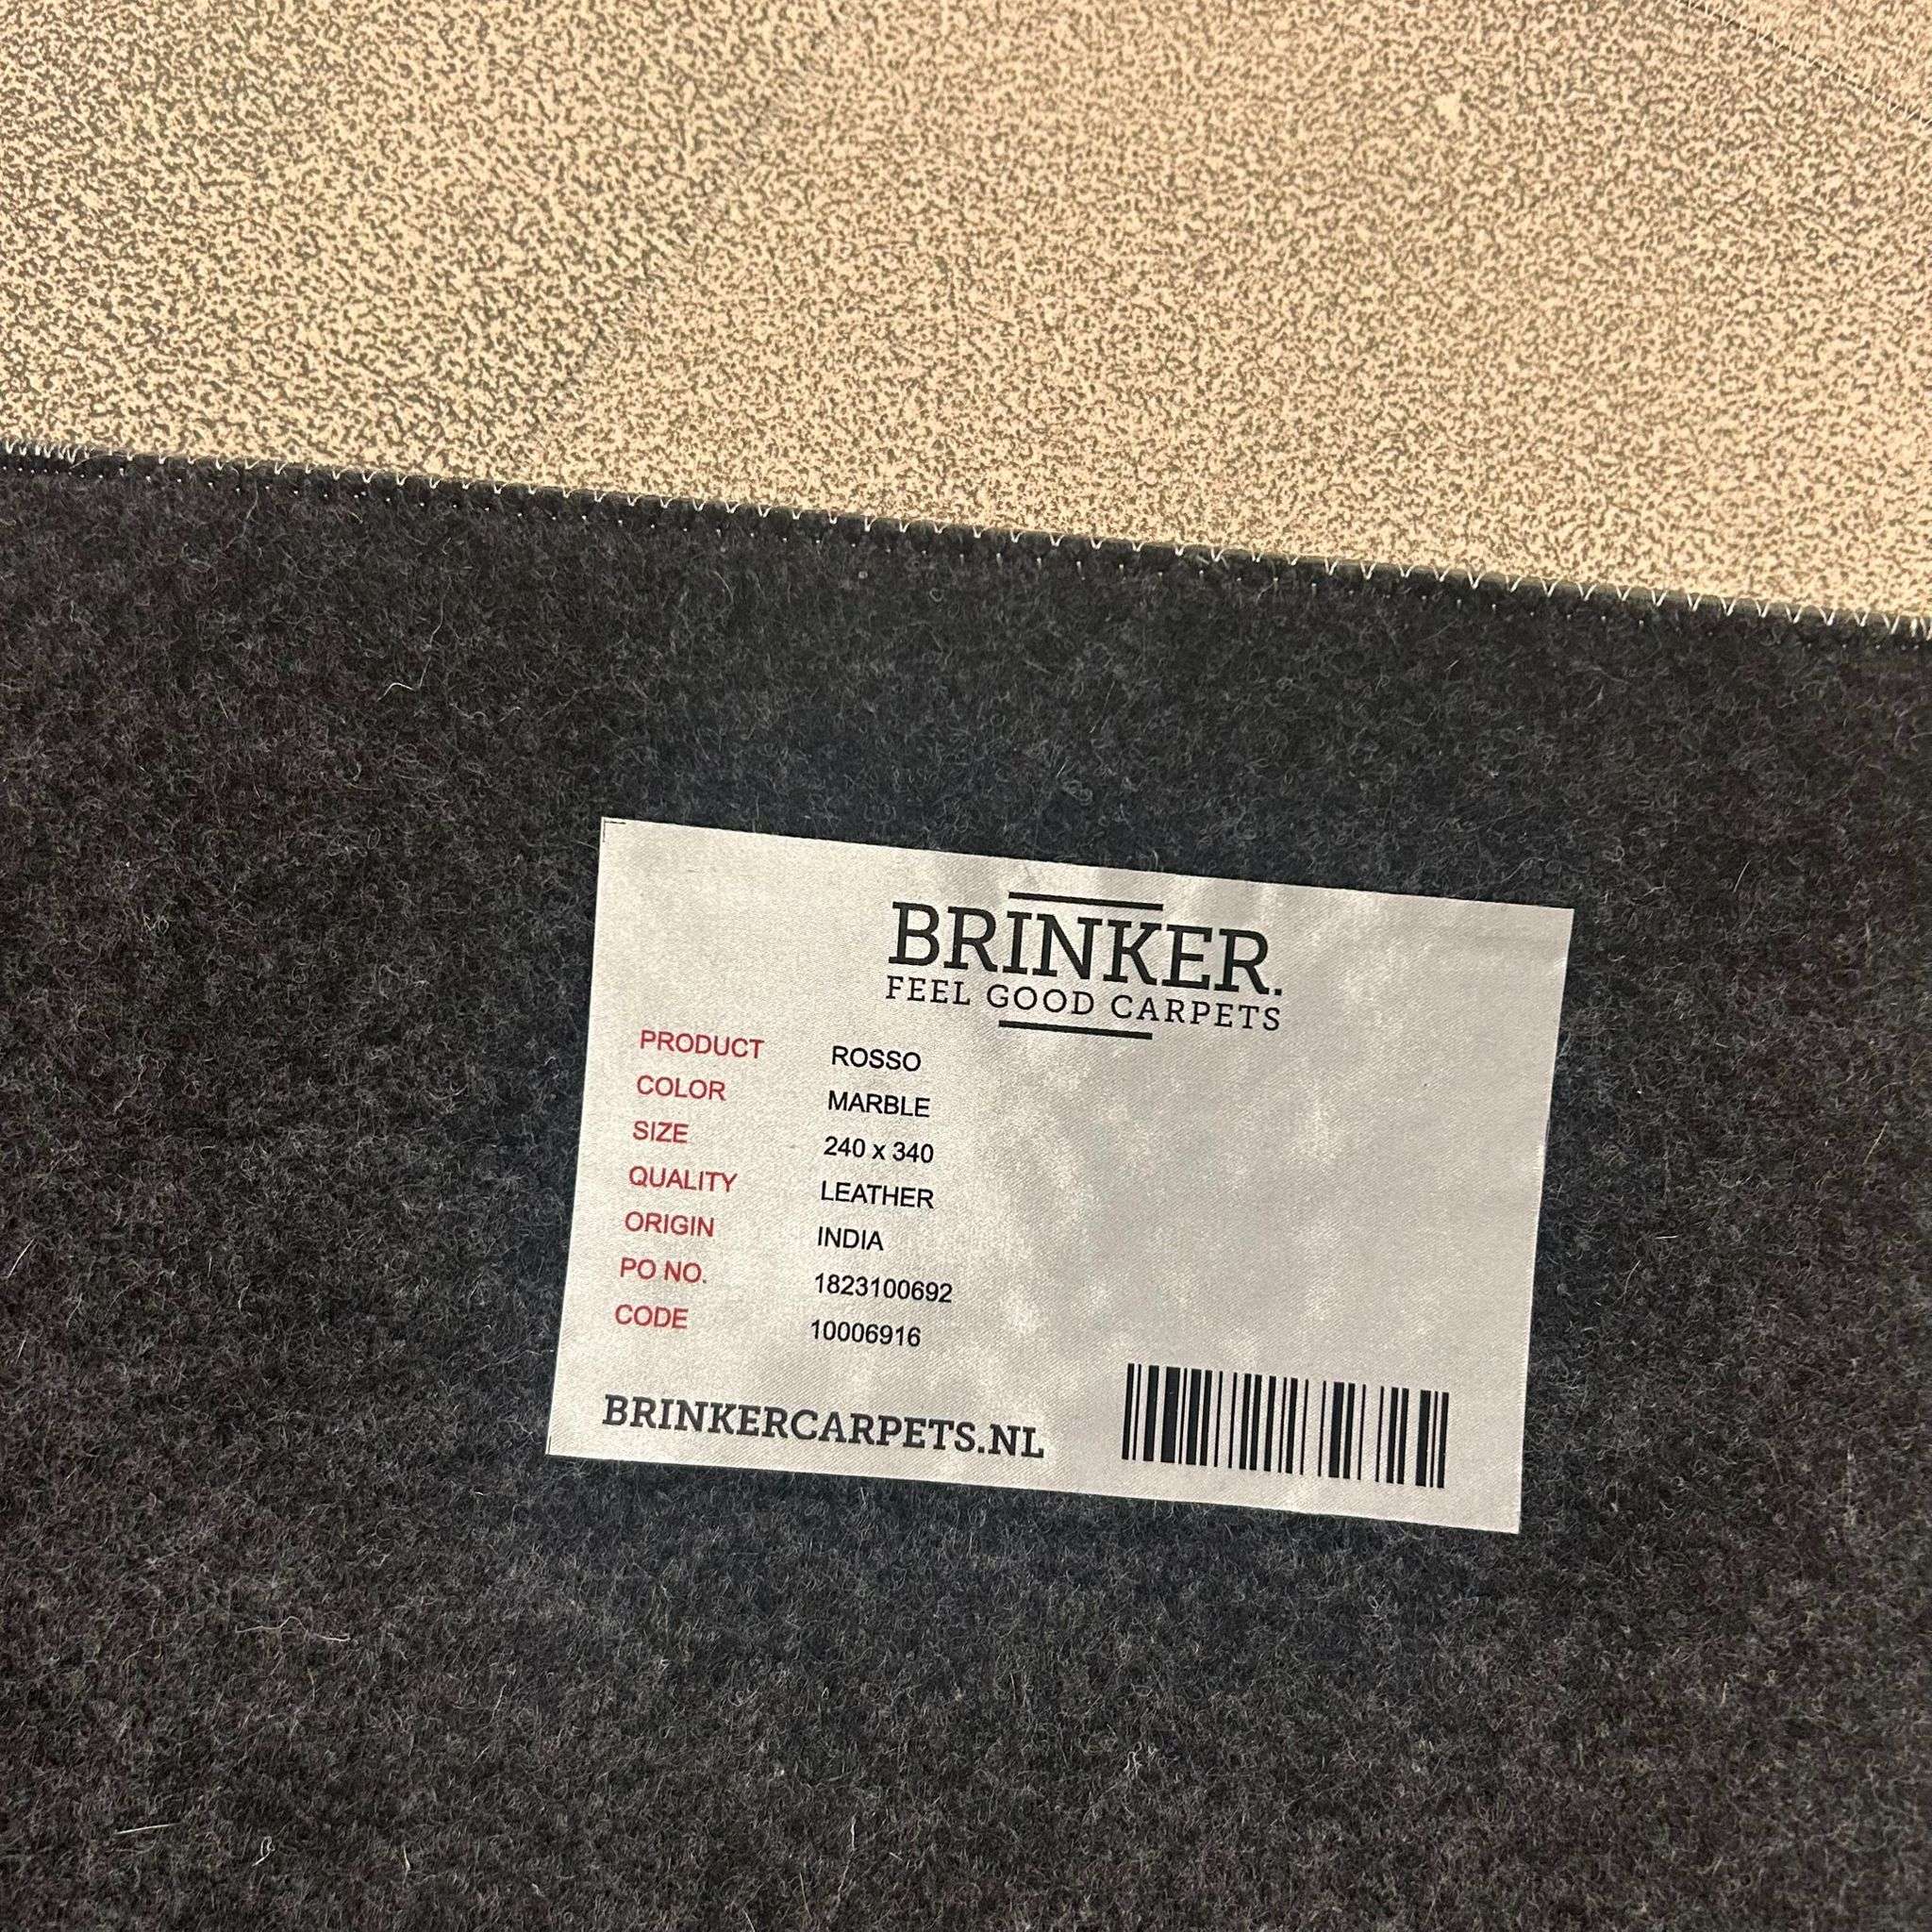 BRINKER.
FEEL GOOD CARPETS
PRODUCT ROSSO
COLOR MARBLE
SIZE 240 x 340
QUALITY LEATHER
ORIGIN INDIA
PO NO. 1823100692
CODE 10006916
BRINKERCARPETS.NL